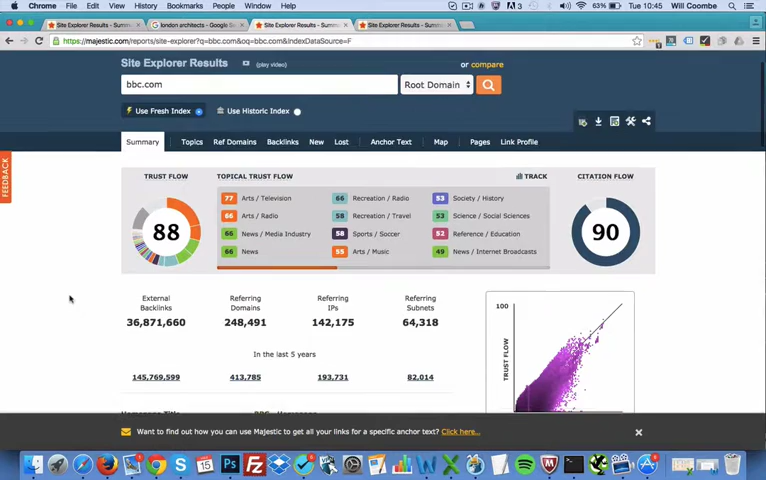 Chrome File Edit View History Bookmarks People Window Help 63% Tue 10:45 Will Coombe
Site Explorer Results - Summ london architects - Google Se Site Explorer Results - Summ Site Explorer Results - Summ
https://majestic.com/reports/site-explorer?q=bbc.com&oq=bbc.com&IndexDataSource=F
Site Explorer Results (play video) or compare
bbc.com Root Domain
Use Fresh Index Use Historic Index
Summary Topics Ref Domains Backlinks New Lost Anchor Text Map Pages Link Profile
FEEDBACK
TRUST FLOW TOPICAL TRUST FLOW TRACK CITATION FLOW
77 Arts / Television 66 Recreation / Radio 53 Society / History
66 Arts / Radio 58 Recreation / Travel 53 Science / Social Sciences
88 66 News / Media Industry 58 Sports / Soccer 52 Reference / Education 90
66 News 55 Arts / Music 49 News / Internet Broadcasts
External Backlinks Referring Domains Referring IPs Referring Subnets
36,871,660 248,491 142,175 64,318
In the last 5 years
145,769,599 413,785 193,731 82,014
100
TRUST FLOW
Want to find out how you can use Majestic to get all your links for a specific anchor text? Click here...